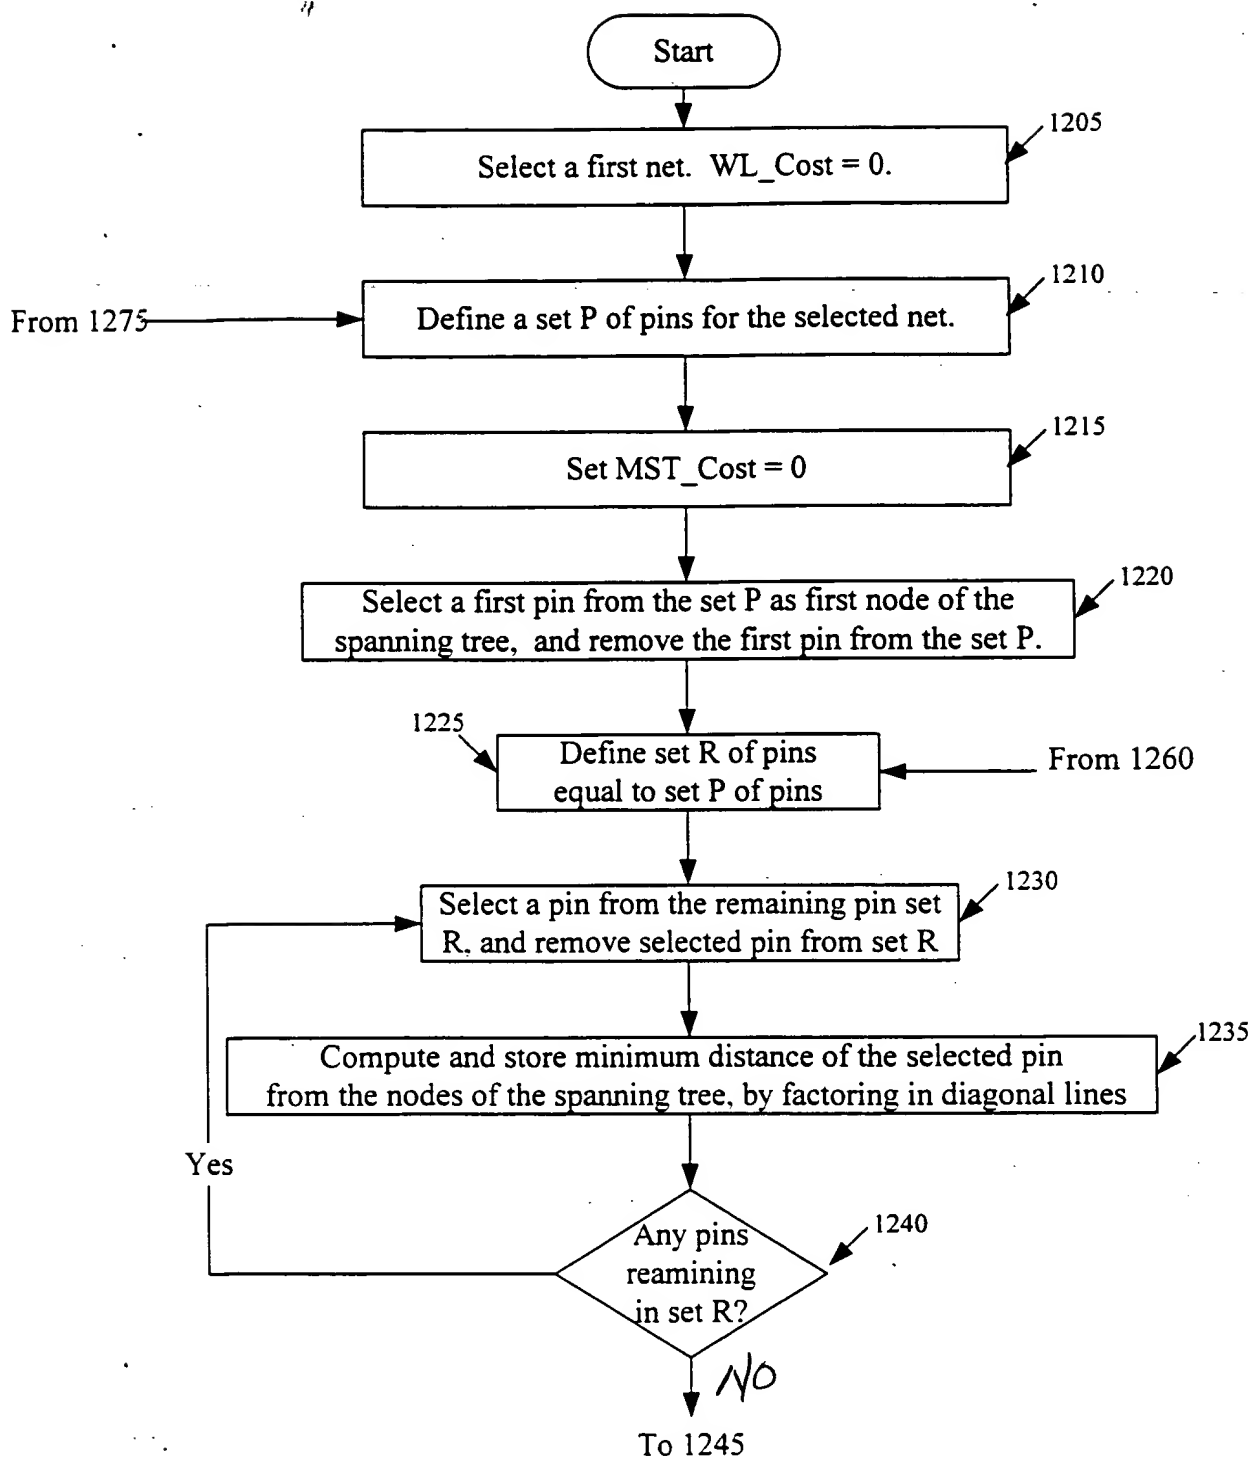 Start
1205
Select a first net. WL_Cost = 0.
1210
From 1275
Define a set P of pins for the selected net.
1215
Set MST_Cost = 0
1220
Select a first pin from the set P as first node of the
spanning tree, and remove the first pin from the set P.
1225
Define set R of pins
equal to set P of pins
From 1260
1230
Select a pin from the remaining pin set
R, and remove selected pin from set R
1235
Compute and store minimum distance of the selected pin
from the nodes of the spanning tree, by factoring in diagonal lines
Yes
1240
Any pins
reamining
in set R?
NO
To 1245